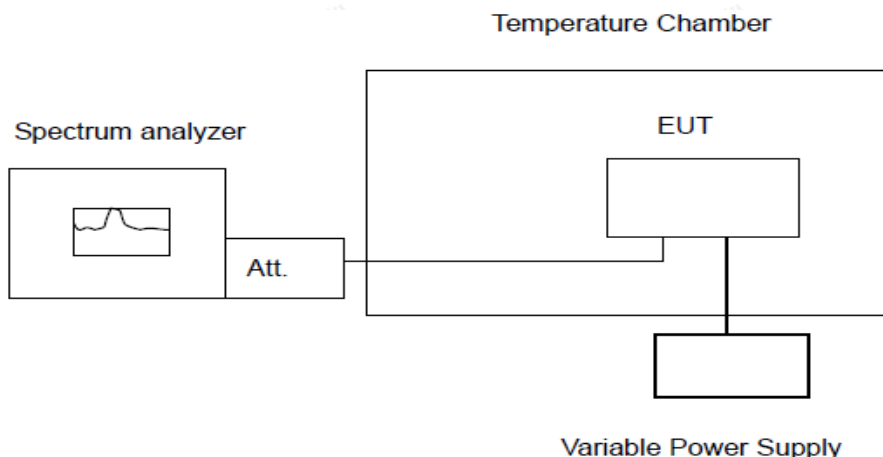 Temperature Chamber
Spectrum analyzer
EUT
Att.
Variable Power Supply